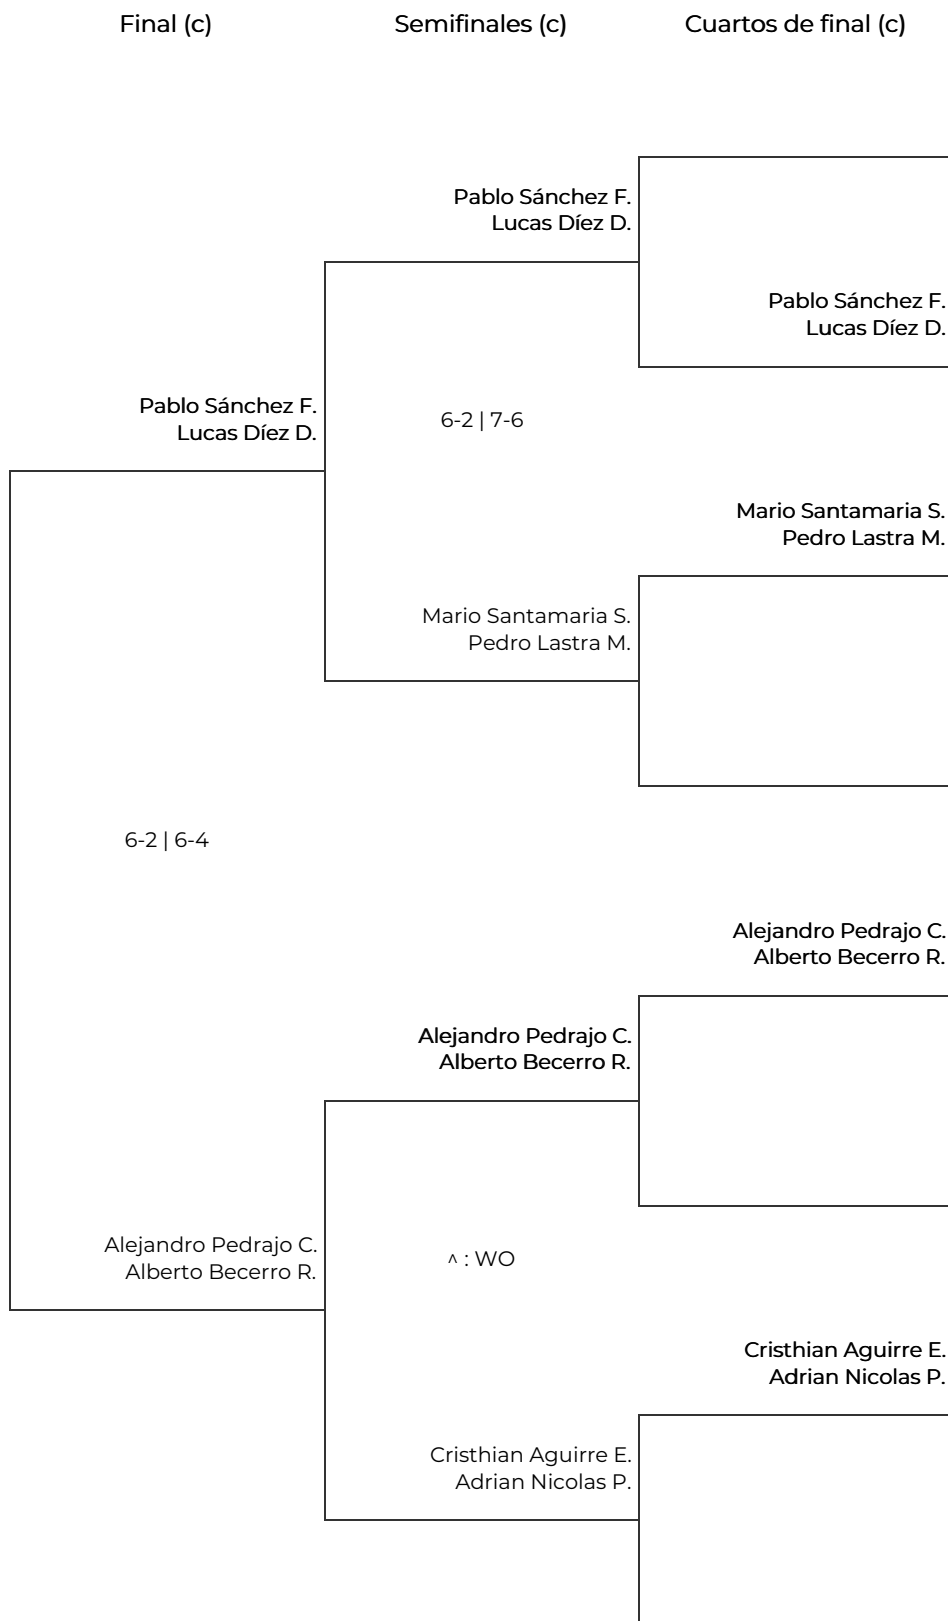 Final (c)
Semifinales (c)
Cuartos de final (c)
Pablo Sánchez F.
Lucas Díez D.
Pablo Sánchez F.
Lucas Díez D.
Pablo Sánchez F.
Lucas Díez D.
6-2 | 7-6
Mario Santamaria S.
Pedro Lastra M.
Mario Santamaria S.
Pedro Lastra M.
6-2 | 6-4
Alejandro Pedrajo C.
Alberto Becerro R.
Alejandro Pedrajo C.
Alberto Becerro R.
Alejandro Pedrajo C.
Alberto Becerro R.
^ : WO
Cristhian Aguirre E.
Adrian Nicolas P.
Cristhian Aguirre E.
Adrian Nicolas P.